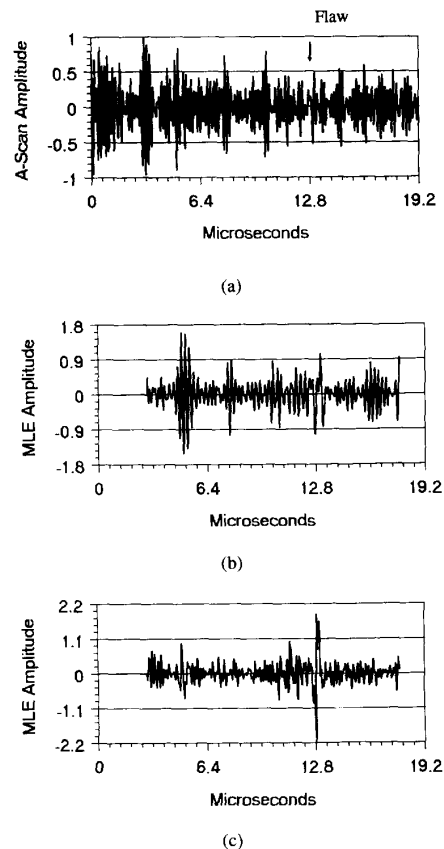 Flaw
A-Scan Amplitude
1
0.5
0
-0.5
-1
0 6.4 12.8 19.2
Microseconds
(a)
MLE Amplitude
1.8
0.9
0
-0.9
-1.8
0 6.4 12.8 19.2
Microseconds
(b)
MLE Amplitude
2.2
1.1
0
-1.1
-2.2
0 6.4 12.8 19.2
Microseconds
(c)